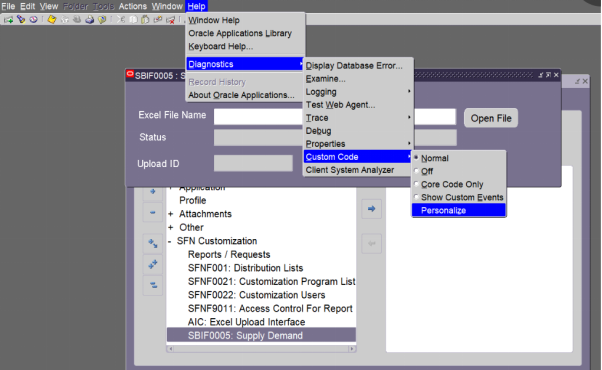 File Edit View Folder Tools Actions Window Help
Window Help
Oracle Applications Library
Keyboard Help...
Diagnostics
Record History
About Oracle Applications...
Display Database Error...
Examine...
Logging
Test Web Agent...
Trace
Debug
Properties
Custom Code
Client System Analyzer
Normal
Off
Core Code Only
Show Custom Events
Personalize
SBIF0005 : S
Excel File Name
Open File
Status
Upload ID
+ Application
Profile
+ Attachments
+ Other
- SFN Customization
Reports / Requests
SFNF001: Distribution Lists
SFNF0021: Customization Program List
SFNF0022: Customization Users
SFNF9011: Access Control For Report
AIC: Excel Upload Interface
SBIF0005: Supply Demand